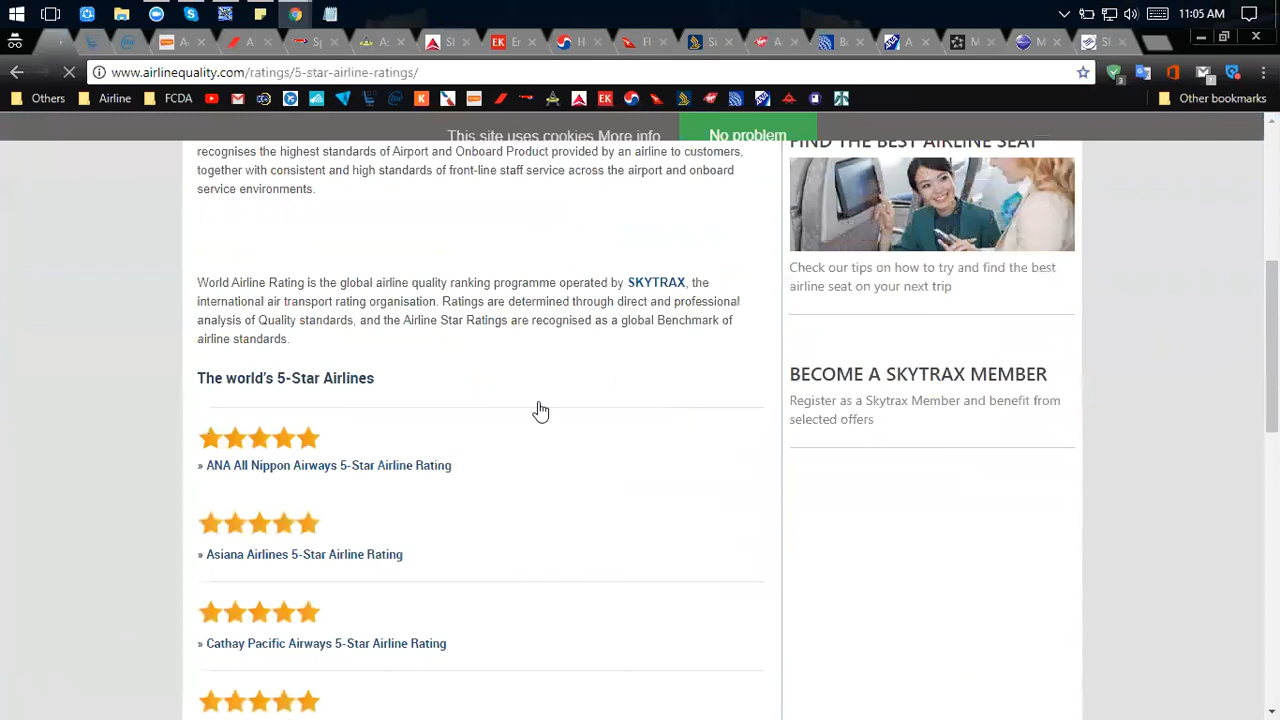 11:05 AM
A
A
S
A
S
EK E
H
F
S
V
B
A
M
M
S
www.airlinequality.com/ratings/5-star-airline-ratings/
Others
Airline
FCDA
Other bookmarks
This site uses cookies More info
No problem
recognises the highest standards of Airport and Onboard Product provided by an airline to customers,
together with consistent and high standards of front-line staff service across the airport and onboard
service environments.
World Airline Rating is the global airline quality ranking programme operated by SKYTRAX, the
international air transport rating organisation. Ratings are determined through direct and professional
analysis of Quality standards, and the Airline Star Ratings are recognised as a global Benchmark of
airline standards.
The world's 5-Star Airlines
» ANA All Nippon Airways 5-Star Airline Rating
» Asiana Airlines 5-Star Airline Rating
» Cathay Pacific Airways 5-Star Airline Rating
FIND THE BEST AIRLINE SEAT
Check our tips on how to try and find the best
airline seat on your next trip
BECOME A SKYTRAX MEMBER
Register as a Skytrax Member and benefit from
selected offers